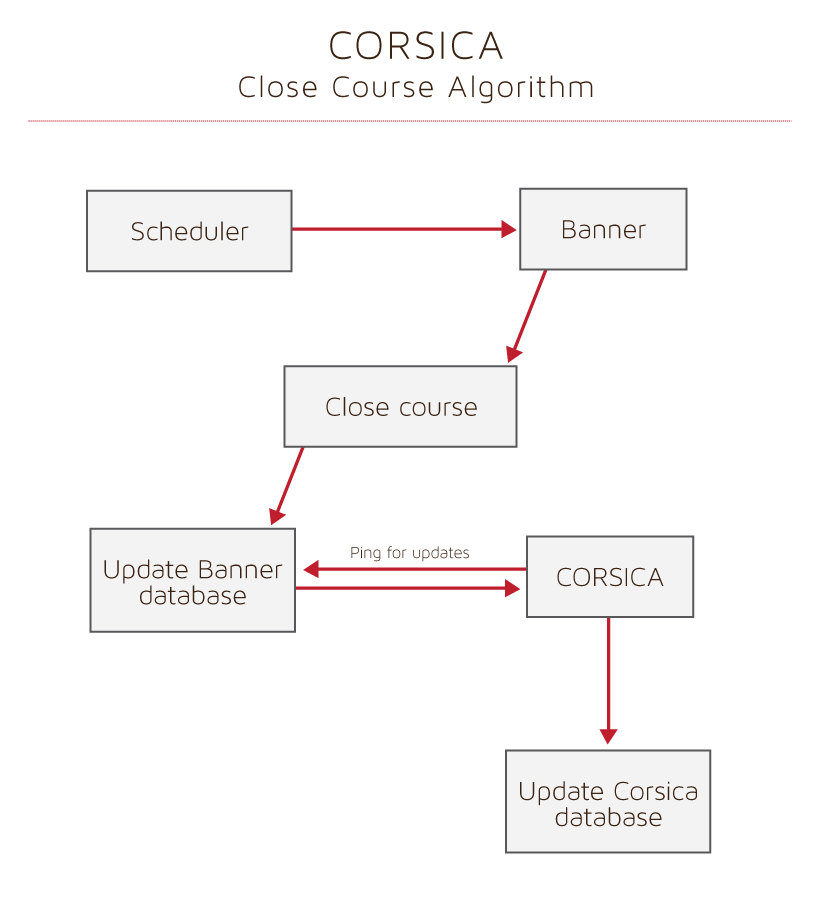 CORSICA
Close Course Algorithm
Scheduler
Banner
Close course
Update Banner
database
Ping for updates
CORSICA
Update Corsica
database